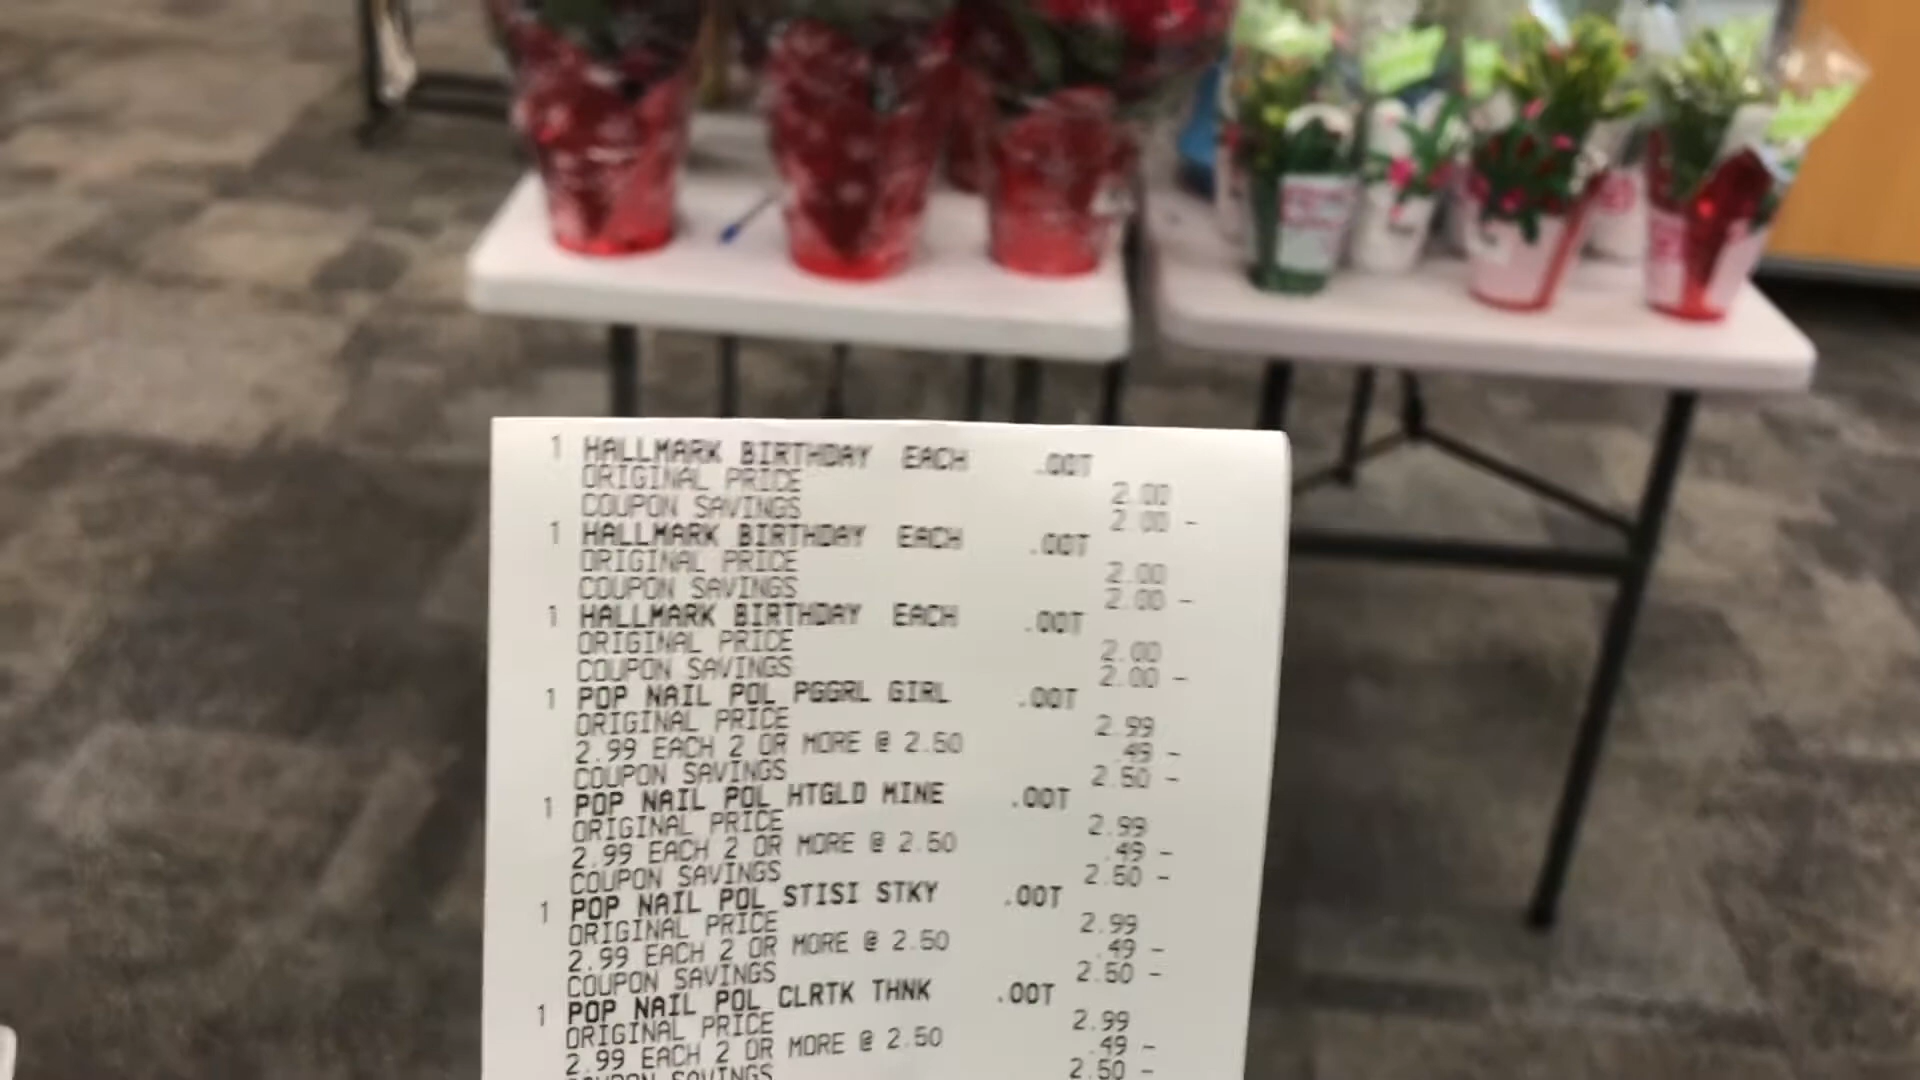 1 HALLMARK BIRTHDAY EACH .00T
ORIGINAL PRICE 2.00
COUPON SAVINGS 2.00 -
1 HALLMARK BIRTHDAY EACH .00T
ORIGINAL PRICE 2.00
COUPON SAVINGS 2.00 -
1 HALLMARK BIRTHDAY EACH .00T
ORIGINAL PRICE 2.00
COUPON SAVINGS 2.00 -
1 POP NAIL POL PGGRL GIRL .00T
ORIGINAL PRICE 2.99
2.99 EACH 2 OR MORE @ 2.50 .49 -
COUPON SAVINGS 2.50 -
1 POP NAIL POL HTGLD MINE .00T
ORIGINAL PRICE 2.99
2.99 EACH 2 OR MORE @ 2.50 .49 -
COUPON SAVINGS 2.50 -
1 POP NAIL POL STISI STKY .00T
ORIGINAL PRICE 2.99
2.99 EACH 2 OR MORE @ 2.50 .49 -
COUPON SAVINGS 2.50 -
1 POP NAIL POL CLRTK THNK .00T
ORIGINAL PRICE 2.99
2.99 EACH 2 OR MORE @ 2.50 .49 -
COUPON SAVINGS 2.50 -